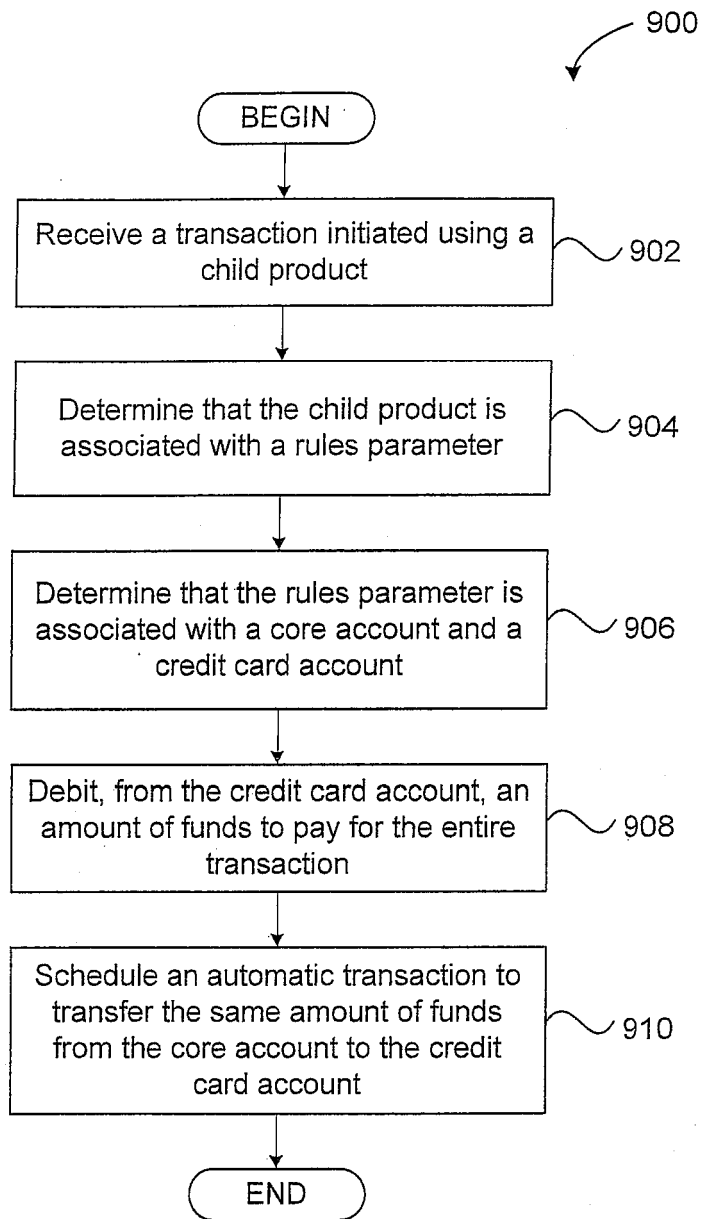 900
BEGIN
Receive a transaction initiated using a
child product
902
Determine that the child product is
associated with a rules parameter
904
Determine that the rules parameter is
associated with a core account and a
credit card account
906
Debit, from the credit card account, an
amount of funds to pay for the entire
transaction
908
Schedule an automatic transaction to
transfer the same amount of funds
from the core account to the credit
card account
910
END